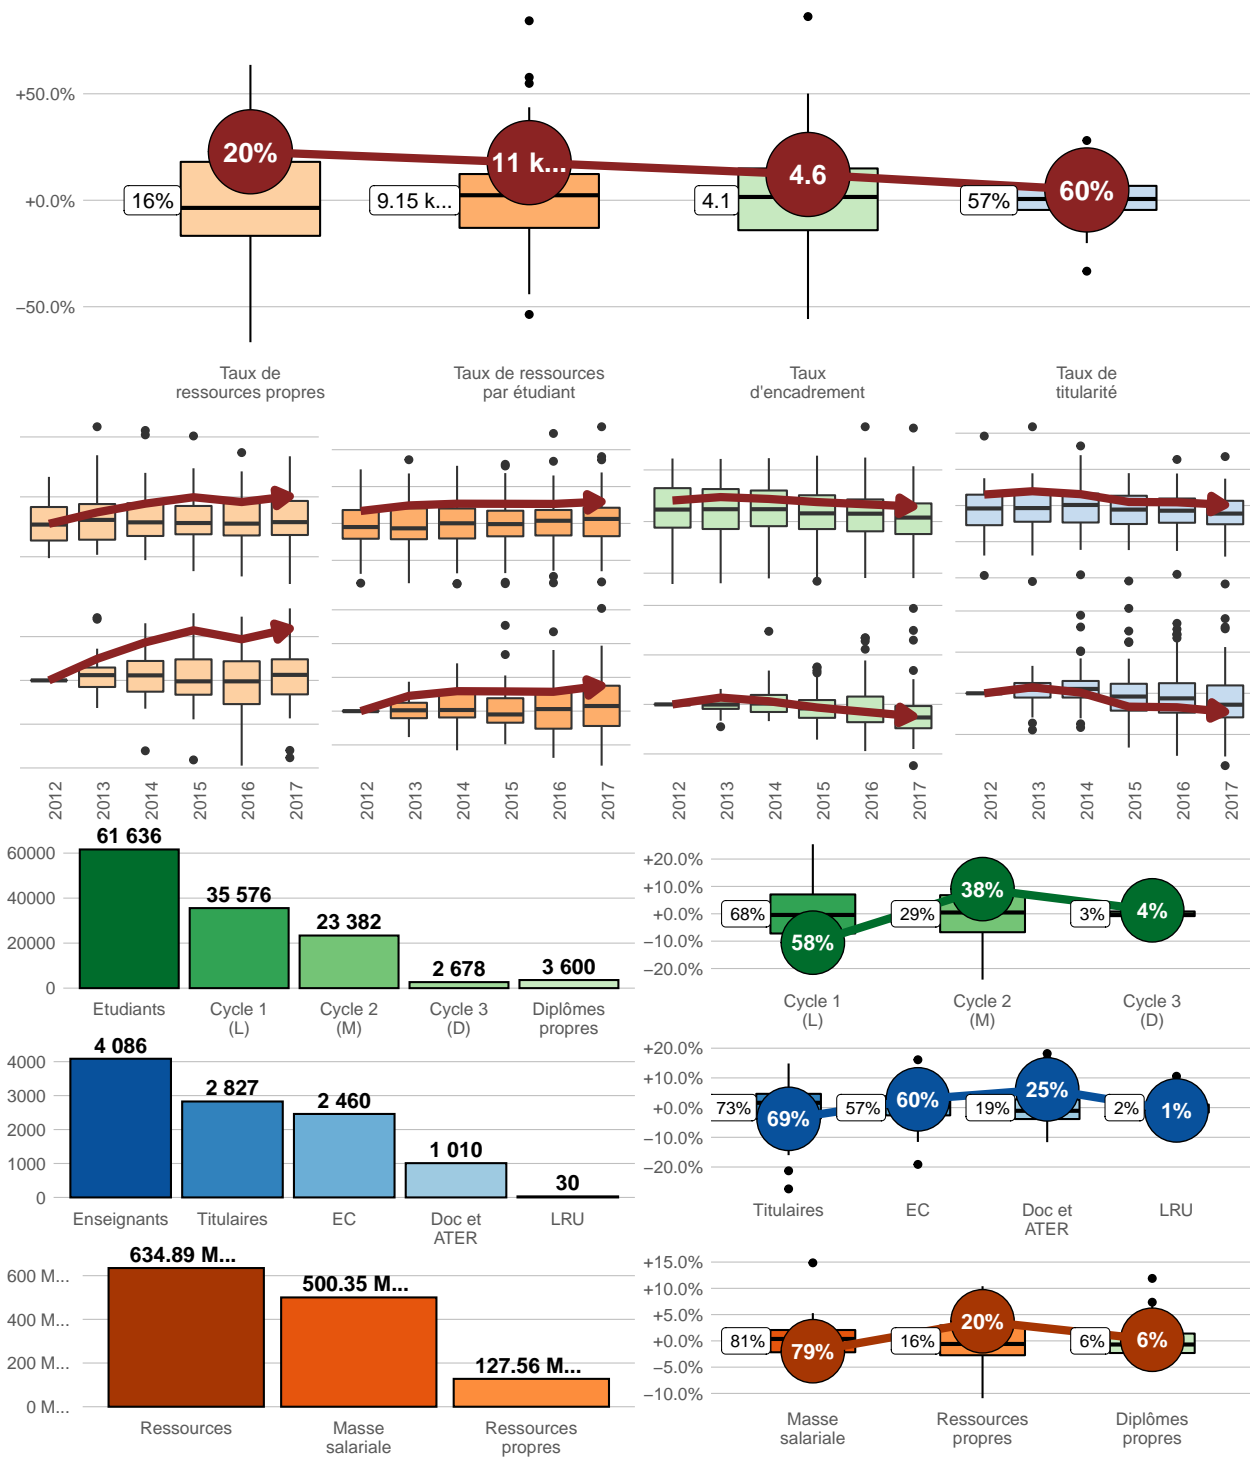 +50.0%
+0.0%
−50.0%
16%
20%
9.15 k...
11 k...
4.1
4.6
57%
60%
Taux de
ressources propres
Taux de ressources
par étudiant
Taux
d'encadrement
Taux de
titularité
2012
2013
2014
2015
2016
2017
2012
2013
2014
2015
2016
2017
2012
2013
2014
2015
2016
2017
2012
2013
2014
2015
2016
2017
60000
40000
20000
0
61 636
35 576
23 382
2 678
3 600
Etudiants
Cycle 1
(L)
Cycle 2
(M)
Cycle 3
(D)
Diplômes
propres
+20.0%
+10.0%
+0.0%
−10.0%
−20.0%
68%
58%
29%
38%
3%
4%
Cycle 1
(L)
Cycle 2
(M)
Cycle 3
(D)
4000
3000
2000
1000
0
4 086
2 827
2 460
1 010
30
Enseignants
Titulaires
EC
Doc et
ATER
LRU
+20.0%
+10.0%
+0.0%
−10.0%
−20.0%
73%
69%
57%
60%
19%
25%
2%
1%
Titulaires
EC
Doc et
ATER
LRU
600 M...
400 M...
200 M...
0 M...
634.89 M...
500.35 M...
127.56 M...
Ressources
Masse
salariale
Ressources
propres
+15.0%
+10.0%
+5.0%
+0.0%
−5.0%
−10.0%
81%
79%
16%
20%
6%
6%
Masse
salariale
Ressources
propres
Diplômes
propres